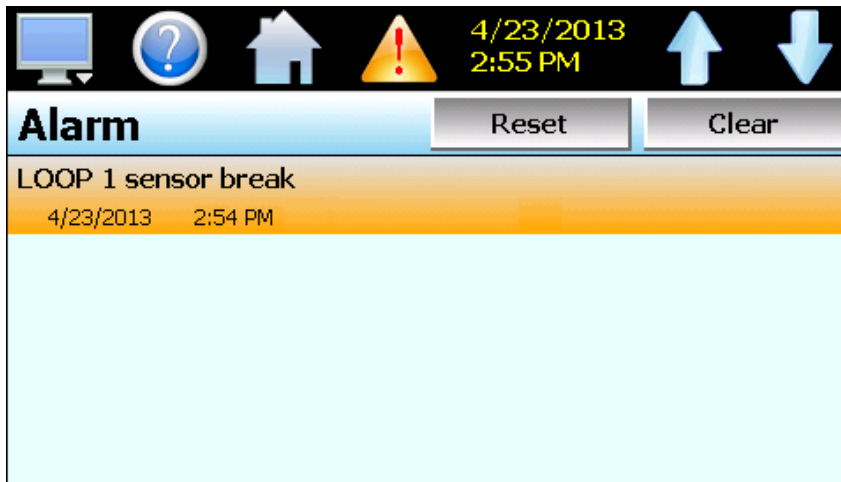 4/23/2013
2:55 PM
Alarm Reset Clear
LOOP 1 sensor break
4/23/2013 2:54 PM